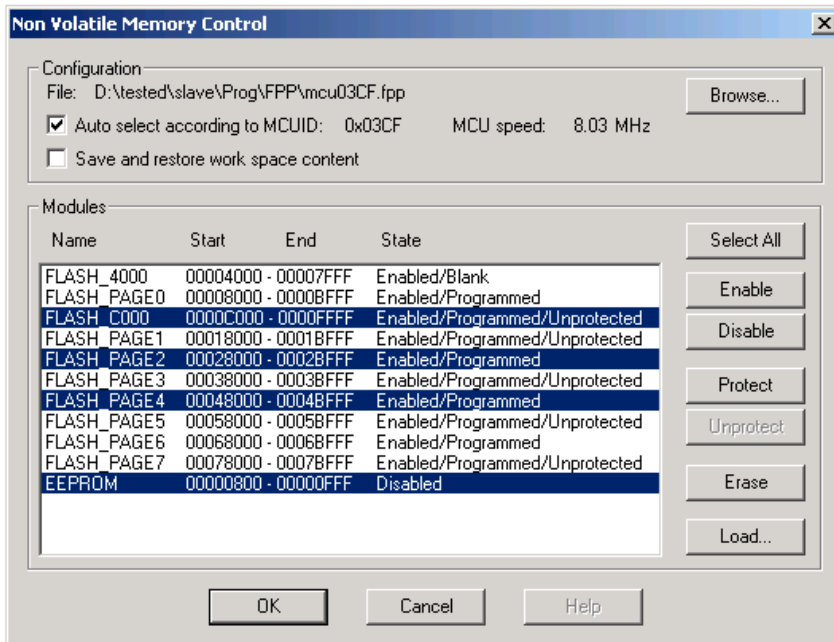 Non Volatile Memory Control
Configuration
File: D:\tested\slave\Prog\FPP\mcu03CF.fpp
Browse...
Auto select according to MCUID: 0x03CF MCU speed: 8.03 MHz
Save and restore work space content
Modules
Name Start End State
Select All
FLASH_4000 00004000 - 00007FFF Enabled/Blank
FLASH_PAGE0 00008000 - 0000BFFF Enabled/Programmed
FLASH_C000 0000C000 - 0000FFFF Enabled/Programmed/Unprotected
FLASH_PAGE1 00018000 - 0001BFFF Enabled/Programmed/Unprotected
FLASH_PAGE2 00028000 - 0002BFFF Enabled/Programmed
FLASH_PAGE3 00038000 - 0003BFFF Enabled/Programmed/Unprotected
FLASH_PAGE4 00048000 - 0004BFFF Enabled/Programmed
FLASH_PAGE5 00058000 - 0005BFFF Enabled/Programmed/Unprotected
FLASH_PAGE6 00068000 - 0006BFFF Enabled/Programmed
FLASH_PAGE7 00078000 - 0007BFFF Enabled/Programmed/Unprotected
EEPROM 00000800 - 00000FFF Disabled
Enable
Disable
Protect
Unprotect
Erase
Load...
OK Cancel Help